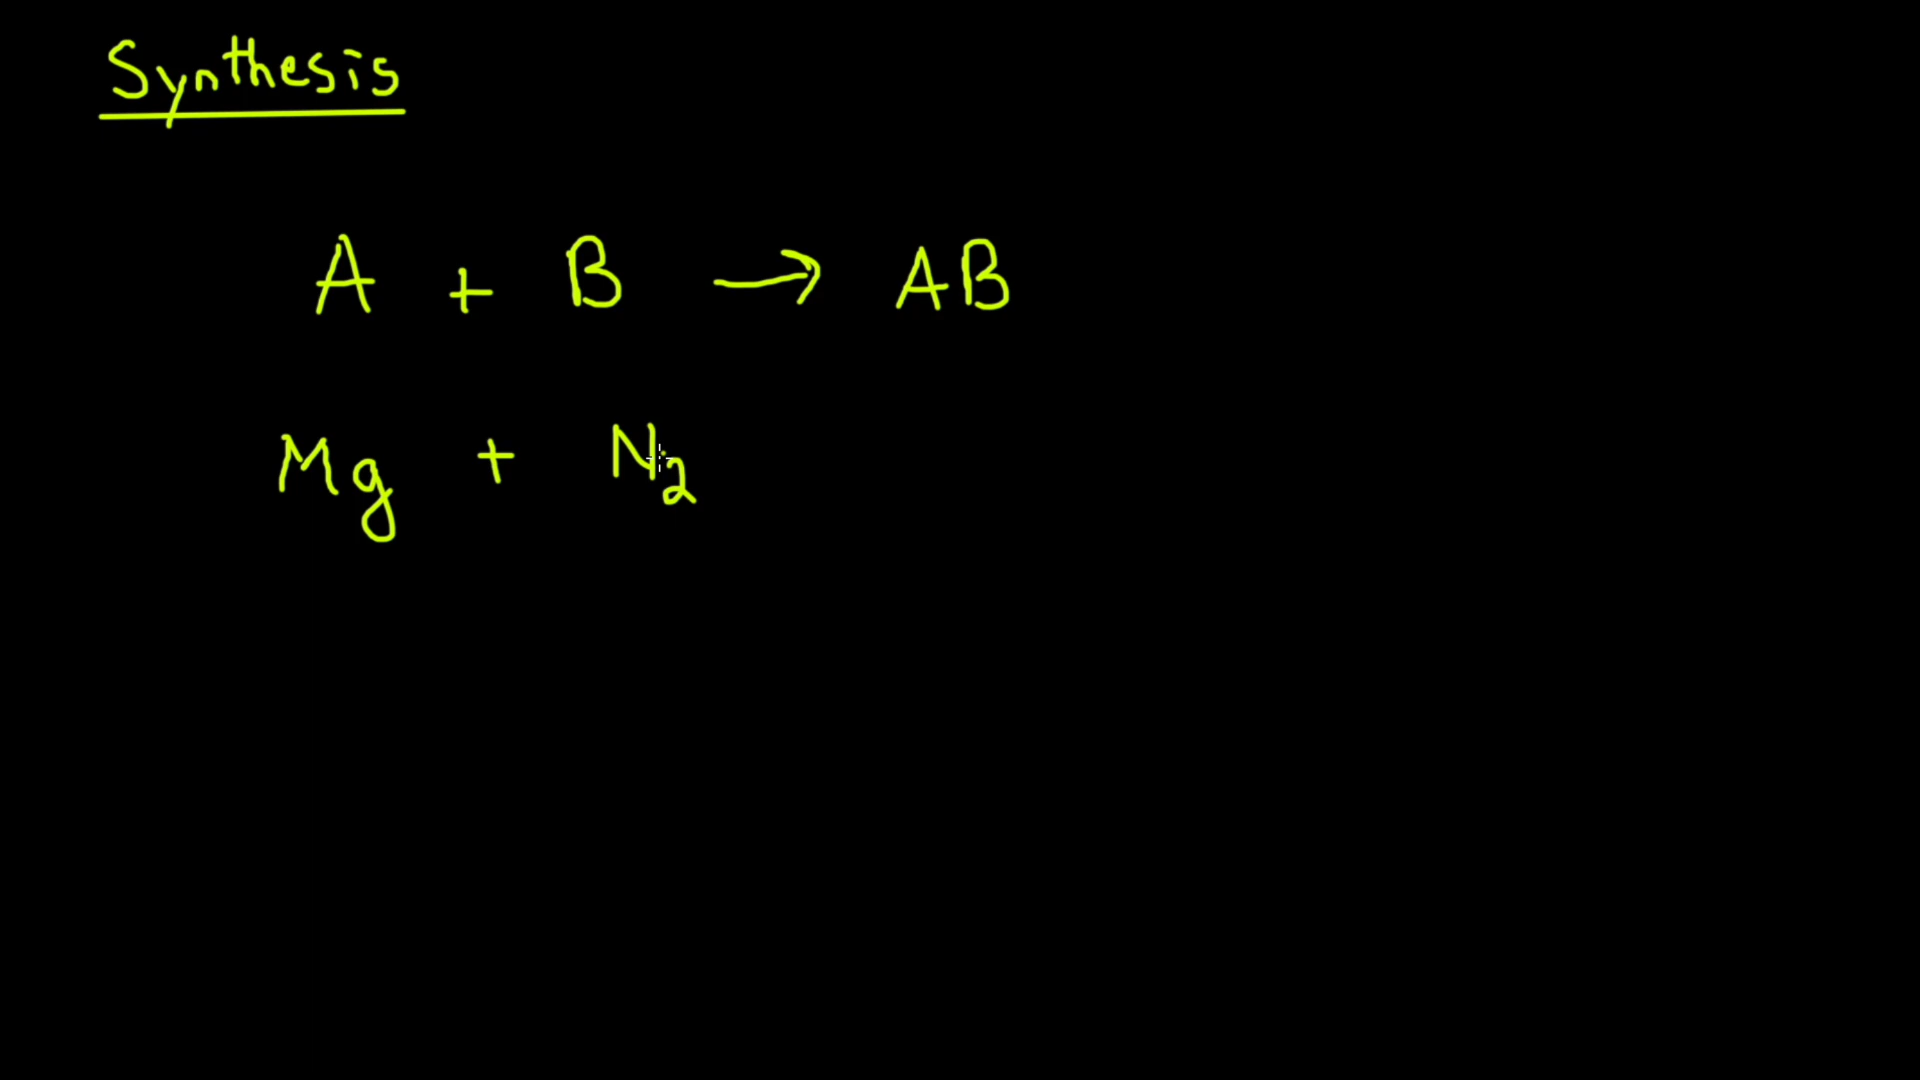 Synthesis
A + B → AB
Mg + N₂